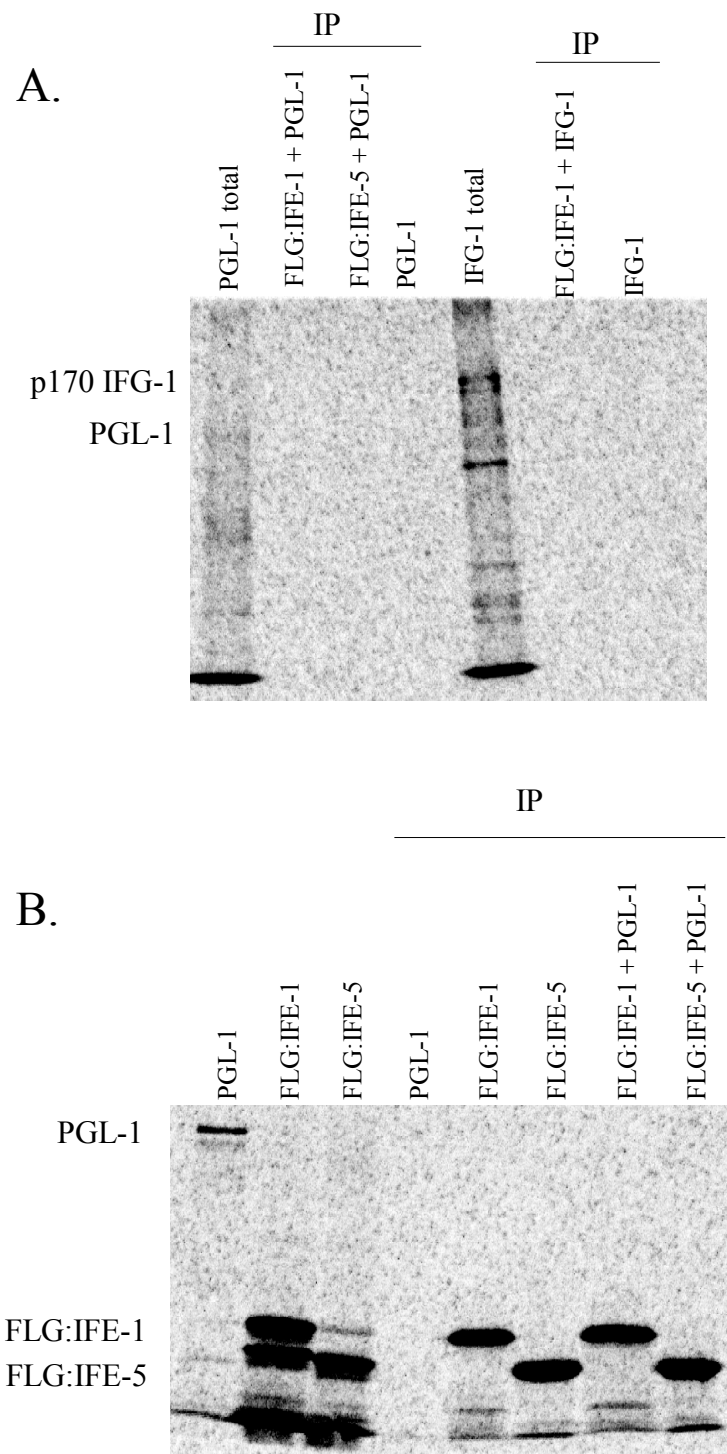 A.
IP
IP
PGL-1 total
FLG:IFE-1 + PGL-1
FLG:IFE-5 + PGL-1
PGL-1
IFG-1 total
FLG:IFE-1 + IFG-1
IFG-1
p170 IFG-1
PGL-1
B.
IP
PGL-1
FLG:IFE-1
FLG:IFE-5
PGL-1
FLG:IFE-1
FLG:IFE-5
FLG:IFE-1 + PGL-1
FLG:IFE-5 + PGL-1
PGL-1
FLG:IFE-1
FLG:IFE-5